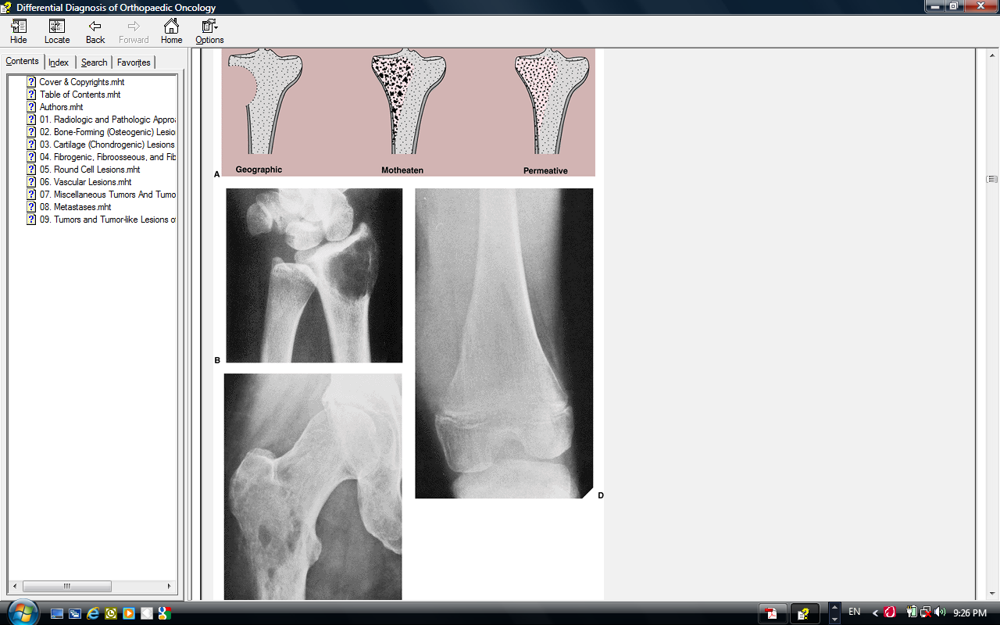 Differential Diagnosis of Orthopaedic Oncology
Hide
Locate
Back
Forward
Home
Options
Contents
Index
Search
Favorites
Cover & Copyrights.mht
Table of Contents.mht
Authors.mht
01. Radiologic and Pathologic Appro
02. Bone-Forming (Osteogenic) Lesio
03. Cartilage (Chondrogenic) Lesions
04. Fibrogenic, Fibroosseous, and Fib
05. Round Cell Lesions.mht
06. Vascular Lesions.mht
07. Miscellaneous Tumors And Tumo
08. Metastases.mht
09. Tumors and Tumor-like Lesions o
A
Geographic
Motheaten
Permeative
B
D
EN
9:26 PM